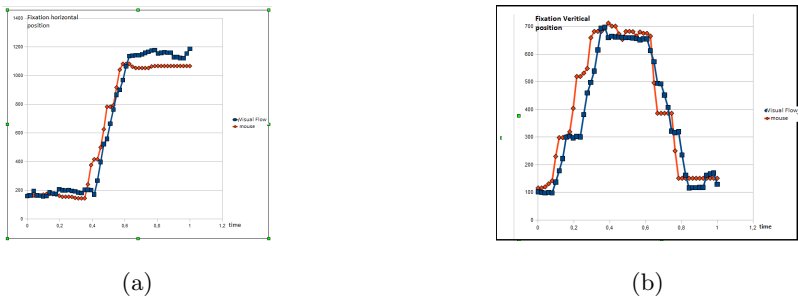 Fixation horizontal
position
1400
1200
1000
800
600
400
200
0
0
0,2
0,4
0,6
0,8
1
1,2
time
Visual Flow
mouse
(a)
Fixation Veritical
position
800
700
600
500
400
300
200
100
0
0
0,2
0,4
0,6
0,8
1
1,2
time
Visual Flow
mouse
(b)